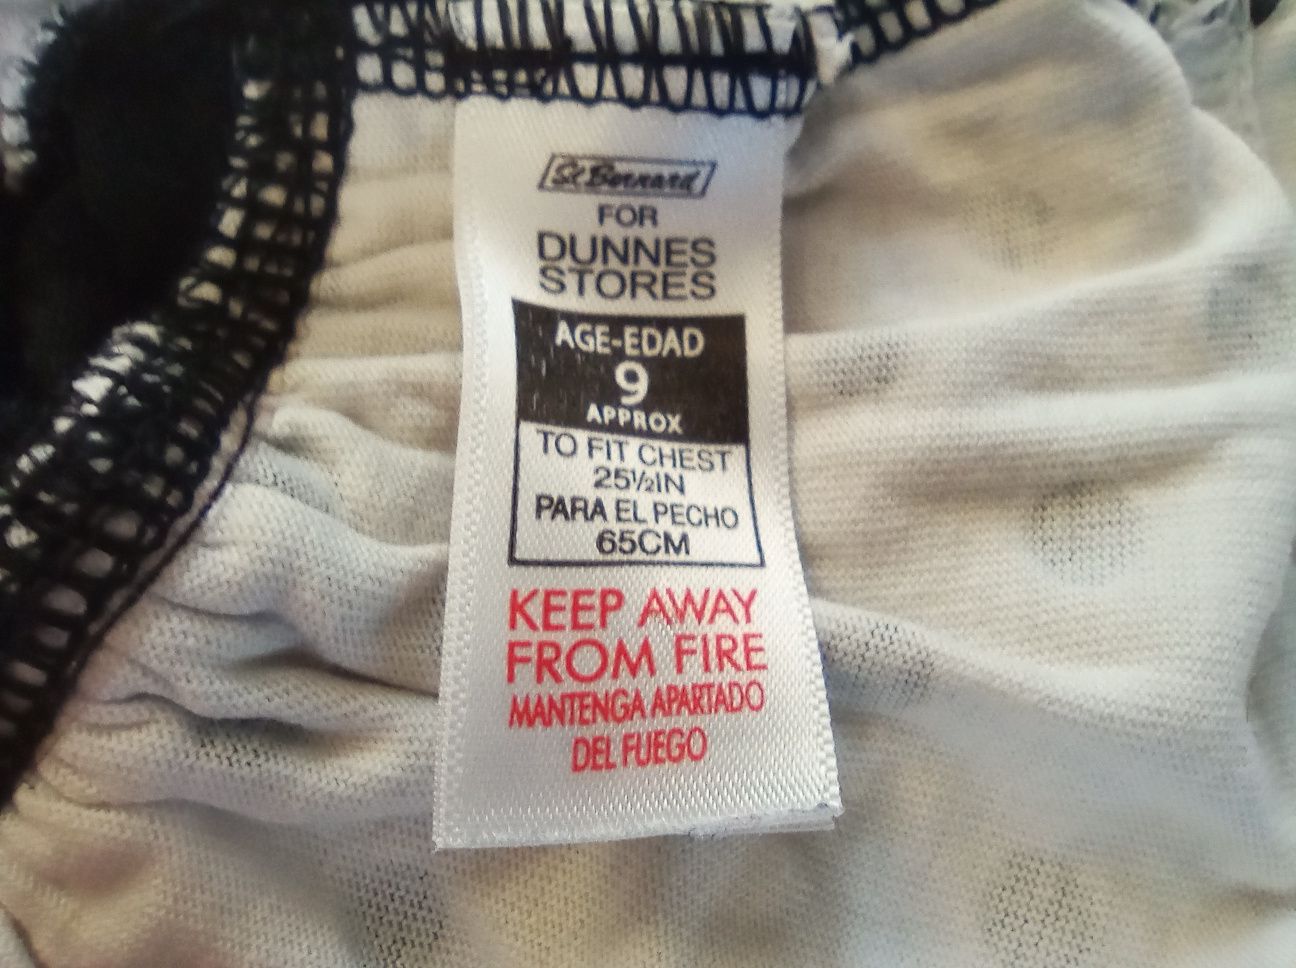 St Bernard
FOR
DUNNES
STORES
AGE-EDAD
9
APPROX
TO FIT CHEST
25½IN
PARA EL PECHO
65CM
KEEP AWAY
FROM FIRE
MANTENGA APARTADO
DEL FUEGO